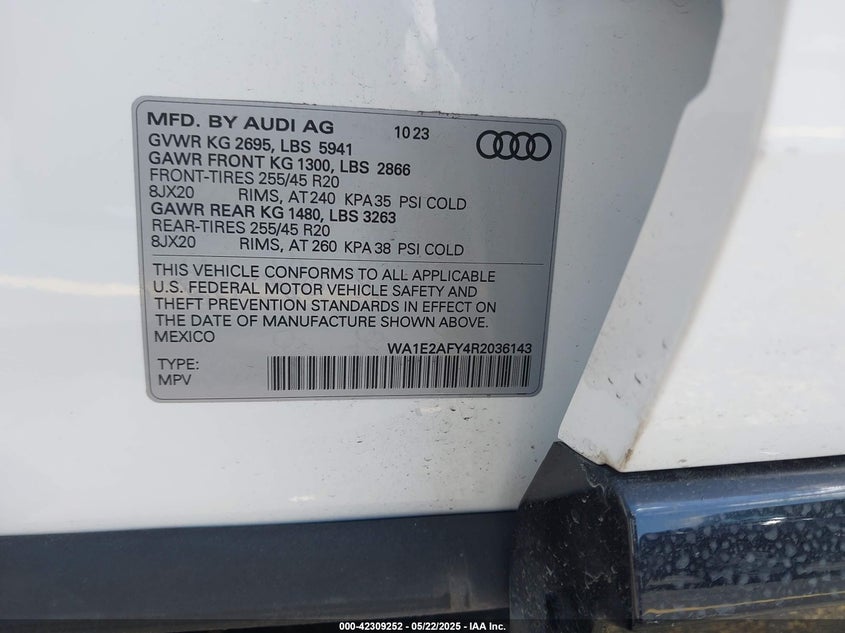 MFD. BY AUDI AG 10 23
GVWR KG 2695, LBS 5941
GAWR FRONT KG 1300, LBS 2866
FRONT-TIRES 255/45 R20
8JX20 RIMS, AT 240 KPA 35 PSI COLD
GAWR REAR KG 1480, LBS 3263
REAR-TIRES 255/45 R20
8JX20 RIMS, AT 260 KPA 38 PSI COLD
THIS VEHICLE CONFORMS TO ALL APPLICABLE
U.S. FEDERAL MOTOR VEHICLE SAFETY AND
THEFT PREVENTION STANDARDS IN EFFECT ON
THE DATE OF MANUFACTURE SHOWN ABOVE.
MEXICO WA1E2AFY4R2036143
TYPE:
MPV
000-42309252 - 05/22/2025 - IAA Inc.